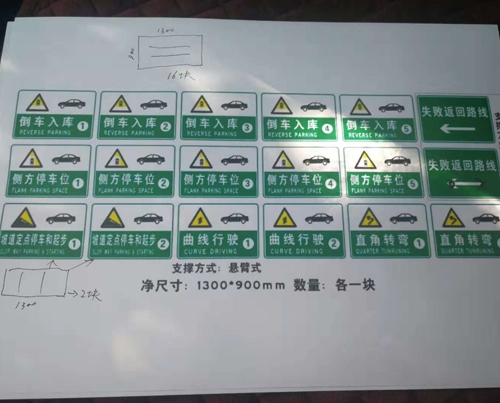 1300
16块
倒车入库
REVERSE PARKING 1
倒车入库
REVERSE PARKING 2
倒车入库
REVERSE PARKING 3
倒车入库
REVERSE PARKING 4
倒车入库
REVERSE PARKING 5
失败返回路线
侧方停车位
PLANK PARKING SPACE 1
侧方停车位
PLANK PARKING SPACE 2
侧方停车位
PLANK PARKING SPACE 3
侧方停车位
PLANK PARKING SPACE 4
侧方停车位
PLANK PARKING SPACE 5
失败返回路线
坡道定点停车和起步 1
坡道定点停车和起步 2
曲线行驶
CURVE DRIVING 1
曲线行驶
CURVE DRIVING 2
直角转弯
QUARTER TURNING 1
直角转弯
QUARTER TURNING 2
支撑方式：悬臂式
净尺寸：1300*900mm 数量：各一块
2块
1300